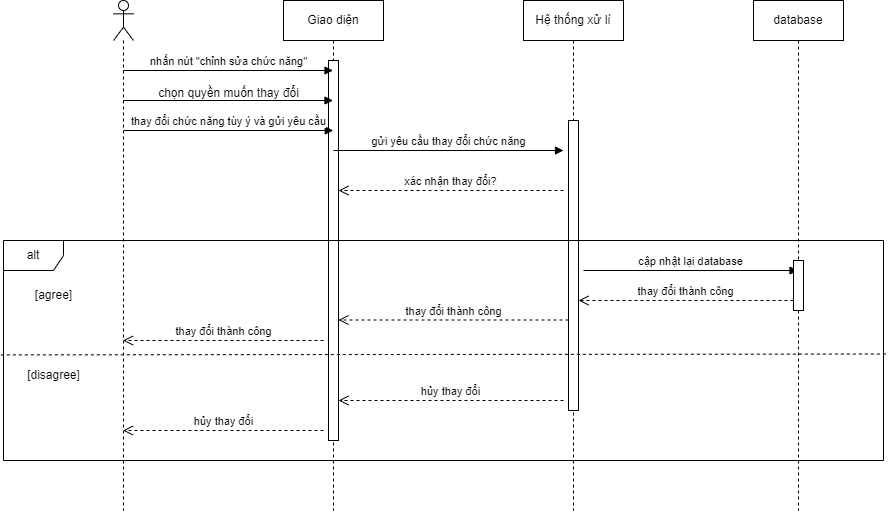 Giao diện
Hệ thống xử lí
database
nhấn nút "chỉnh sửa chức năng"
chọn quyền muốn thay đổi
thay đổi chức năng tùy ý và gửi yêu cầu
gửi yêu cầu thay đổi chức năng
xác nhận thay đổi?
alt
cập nhật lại database
[agree]
thay đổi thành công
thay đổi thành công
thay đổi thành công
[disagree]
hủy thay đổi
hủy thay đổi